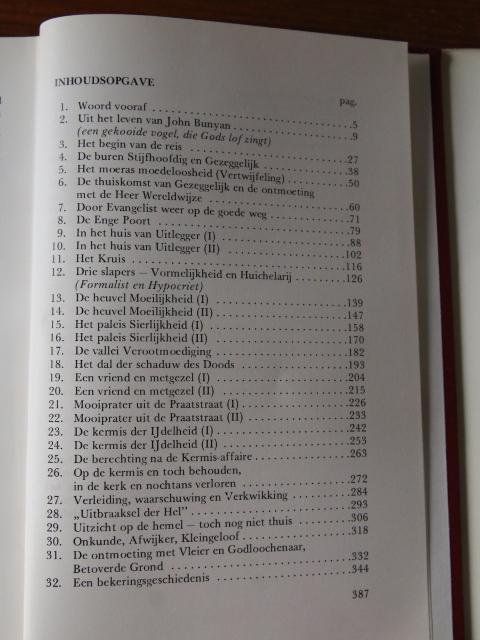 INHOUDSOPGAVE
pag.
1. Woord vooraf . . . . . . . . 5
2. Uit het leven van John Bunyan . . . . . . . . 9
(een gekooide vogel, die Gods lof zingt)
3. Het begin van de reis . . . . . . . . 27
4. De buren Stijfhoofdig en Gezeggelijk . . . . . . . . 38
5. Het moeras moedeloosheid (Vertwijfeling) . . . . . . . . 50
6. De thuiskomst van Gezeggelijk en de ontmoeting
met de Heer Wereldwijze . . . . . . . . 60
7. Door Evangelist weer op de goede weg . . . . . . . . 71
8. De Enge Poort . . . . . . . . 79
9. In het huis van Uitlegger (I) . . . . . . . . 88
10. In het huis van Uitlegger (II) . . . . . . . . 102
11. Het Kruis . . . . . . . . 116
12. Drie slapers – Vormelijkheid en Huichelarij . . . . . . . . 126
(Formalist en Hypocriet)
13. De heuvel Moeilijkheid (I) . . . . . . . . 139
14. De heuvel Moeilijkheid (II) . . . . . . . . 147
15. Het paleis Sierlijkheid (I) . . . . . . . . 158
16. Het paleis Sierlijkheid (II) . . . . . . . . 170
17. De vallei Verootmoediging . . . . . . . . 182
18. Het dal der schaduw des Doods . . . . . . . . 193
19. Een vriend en metgezel (I) . . . . . . . . 204
20. Een vriend en metgezel (II) . . . . . . . . 215
21. Mooiprater uit de Praatstraat (I) . . . . . . . . 226
22. Mooiprater uit de Praatstraat (II) . . . . . . . . 233
23. De kermis der IJdelheid (I) . . . . . . . . 242
24. De kermis der IJdelheid (II) . . . . . . . . 253
25. De berechting na de Kermis-affaire . . . . . . . . 263
26. Op de kermis en toch behouden,
in de kerk en nochtans verloren . . . . . . . . 272
27. Verleiding, waarschuwing en Verkwikking . . . . . . . . 284
28. „Uitbraaksel der Hel” . . . . . . . . 293
29. Uitzicht op de hemel – toch nog niet thuis . . . . . . . . 306
30. Onkunde, Afwijker, Kleingeloof . . . . . . . . 318
31. De ontmoeting met Vleier en Godloochenaar,
Betoverde Grond . . . . . . . . 332
32. Een bekeringsgeschiedenis . . . . . . . . 344
387